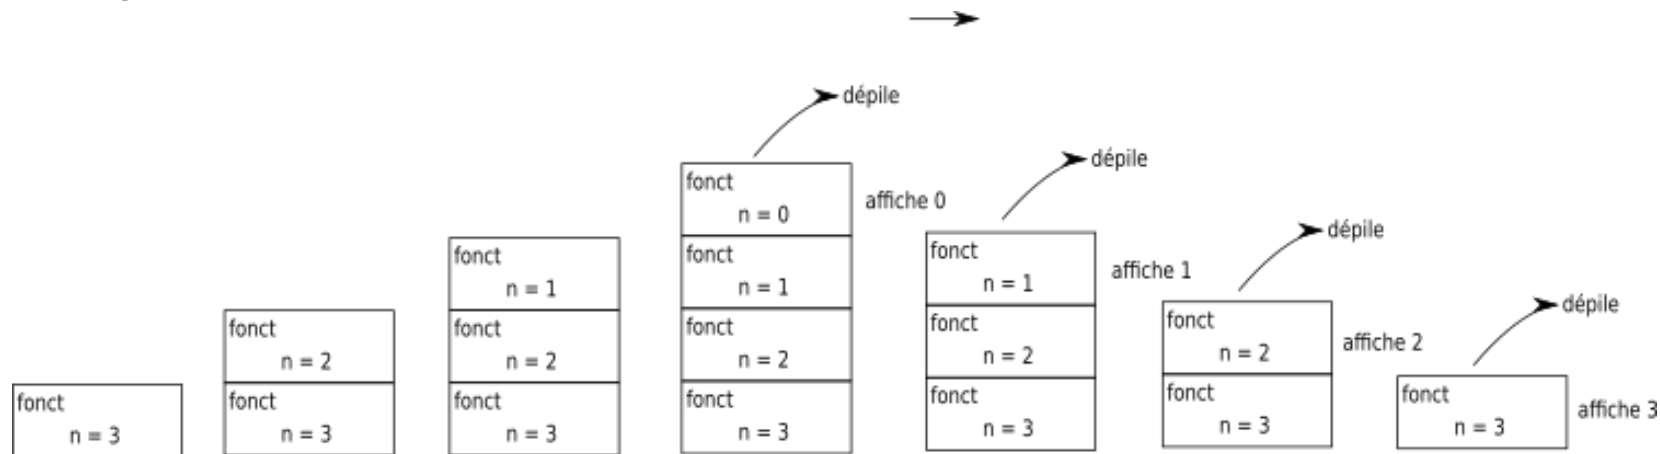 dépile
fonct
n = 0
affiche 0
fonct
n = 1
fonct
n = 2
fonct
n = 3
dépile
fonct
n = 1
affiche 1
fonct
n = 2
fonct
n = 3
dépile
fonct
n = 2
affiche 2
fonct
n = 3
dépile
fonct
n = 3
affiche 3
fonct
n = 1
fonct
n = 2
fonct
n = 3
fonct
n = 2
fonct
n = 3
fonct
n = 3